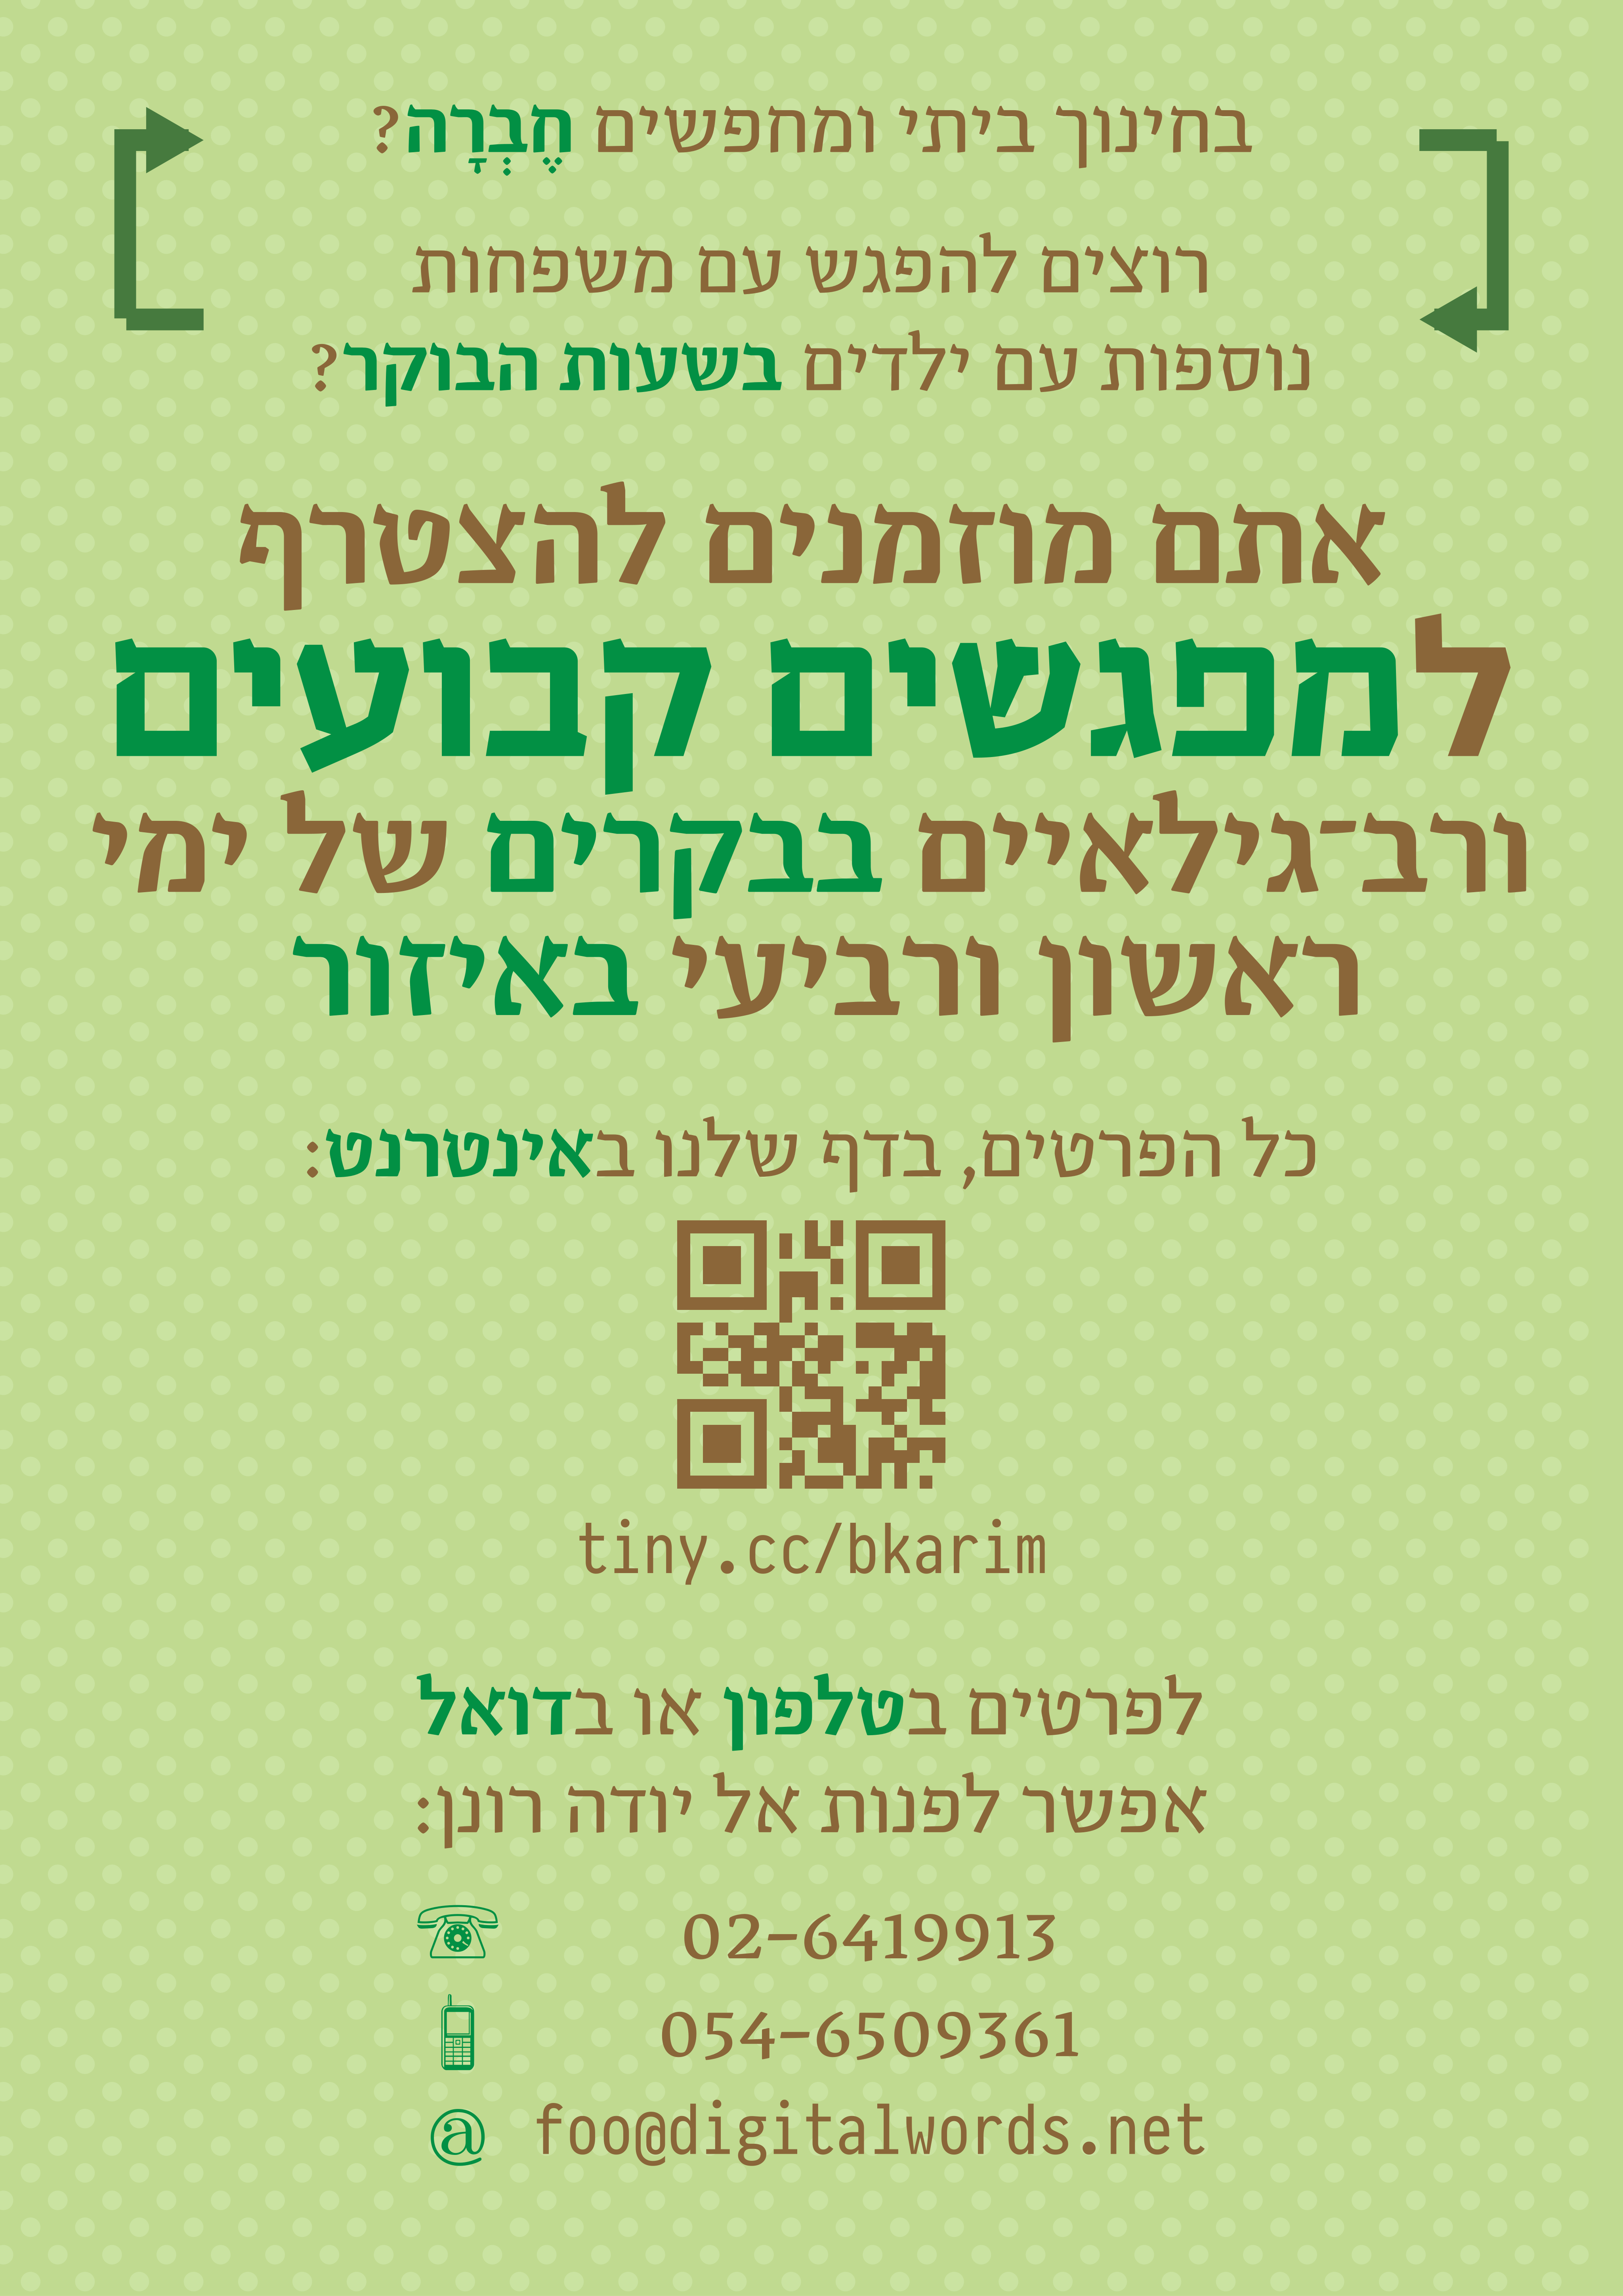 בחינוך ביתי ומחפשים חֶבְרָה?
רוצים להפגש עם משפחות
נוספות עם ילדים בשעות הבוקר?
אתם מוזמנים להצטרף
למפגשים קבועים
ורב־גילאיים בבקרים של ימי
ראשון ורביעי באיזור
כל הפרטים, בדף שלנו באינטרנט:
tiny.cc/bkarim
לפרטים בטלפון או בדואל
אפשר לפנות אל יודה רונן:
02-6419913
054-6509361
@ foo@digitalwords.net